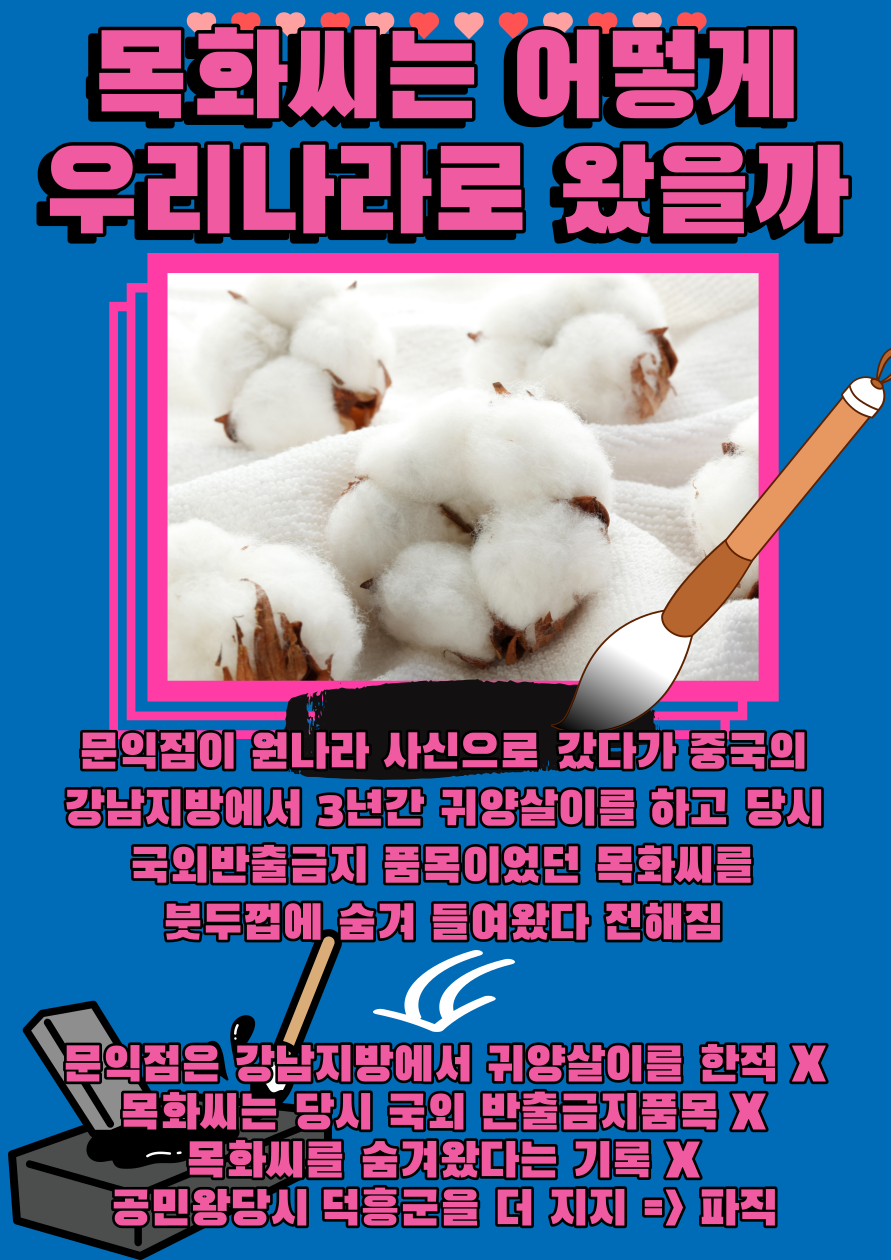 목화씨는 어떻게
우리나라로 왔을까
문익점이 원나라 사신으로 갔다가 중국의
강남지방에서 3년간 귀양살이를 하고 당시
국외반출금지 품목이었던 목화씨를
붓두껍에 숨겨 들여왔다 전해짐
문익점은 강남지방에서 귀양살이를 한적 X
목화씨는 당시 국외 반출금지품목 X
목화씨를 숨겨왔다는 기록 X
공민왕당시 덕흥군을 더 지지 => 파직